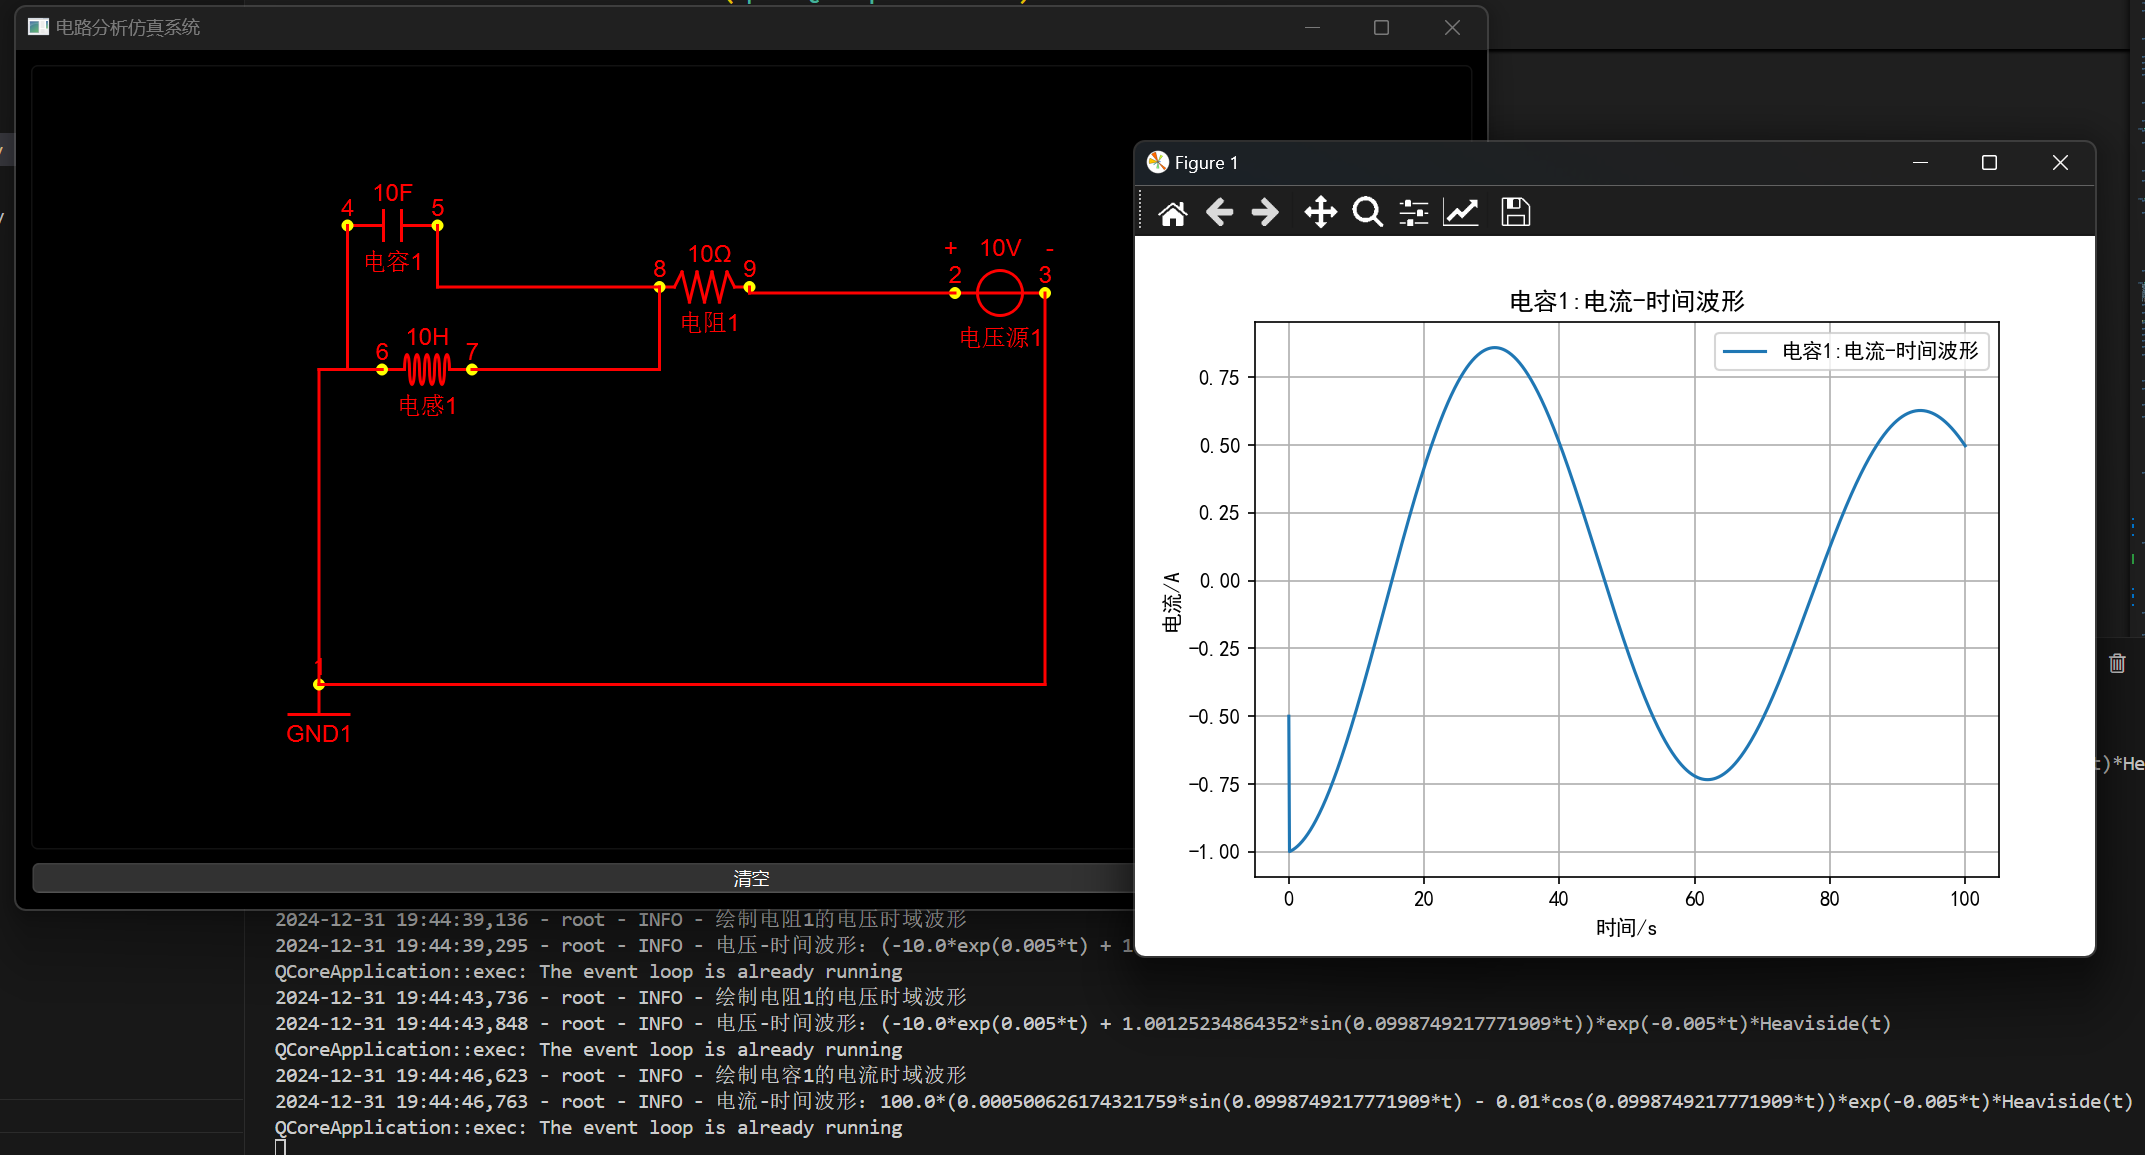 电路分析仿真系统
10F
4
5
电容1
10Ω
8
9
电阻1
+ 10V -
2
3
电压源1
10H
6
7
电感1
1
GND1
清空
Figure 1
电容1:电流-时间波形
电容1:电流-时间波形
0.75
0.50
0.25
0.00
-0.25
-0.50
-0.75
-1.00
电流/A
0 20 40 60 80 100
时间/s
:)*He
2024-12-31 19:44:39,136 - root - INFO - 绘制电阻1的电压时域波形
2024-12-31 19:44:39,295 - root - INFO - 电压-时间波形: (-10.0*exp(0.005*t) + 1
QCoreApplication::exec: The event loop is already running
2024-12-31 19:44:43,736 - root - INFO - 绘制电阻1的电压时域波形
2024-12-31 19:44:43,848 - root - INFO - 电压-时间波形: (-10.0*exp(0.005*t) + 1.00125234864352*sin(0.0998749217771909*t))*exp(-0.005*t)*Heaviside(t)
QCoreApplication::exec: The event loop is already running
2024-12-31 19:44:46,623 - root - INFO - 绘制电容1的电流时域波形
2024-12-31 19:44:46,763 - root - INFO - 电流-时间波形: 100.0*(0.000500626174321759*sin(0.0998749217771909*t) - 0.01*cos(0.0998749217771909*t))*exp(-0.005*t)*Heaviside(t)
QCoreApplication::exec: The event loop is already running